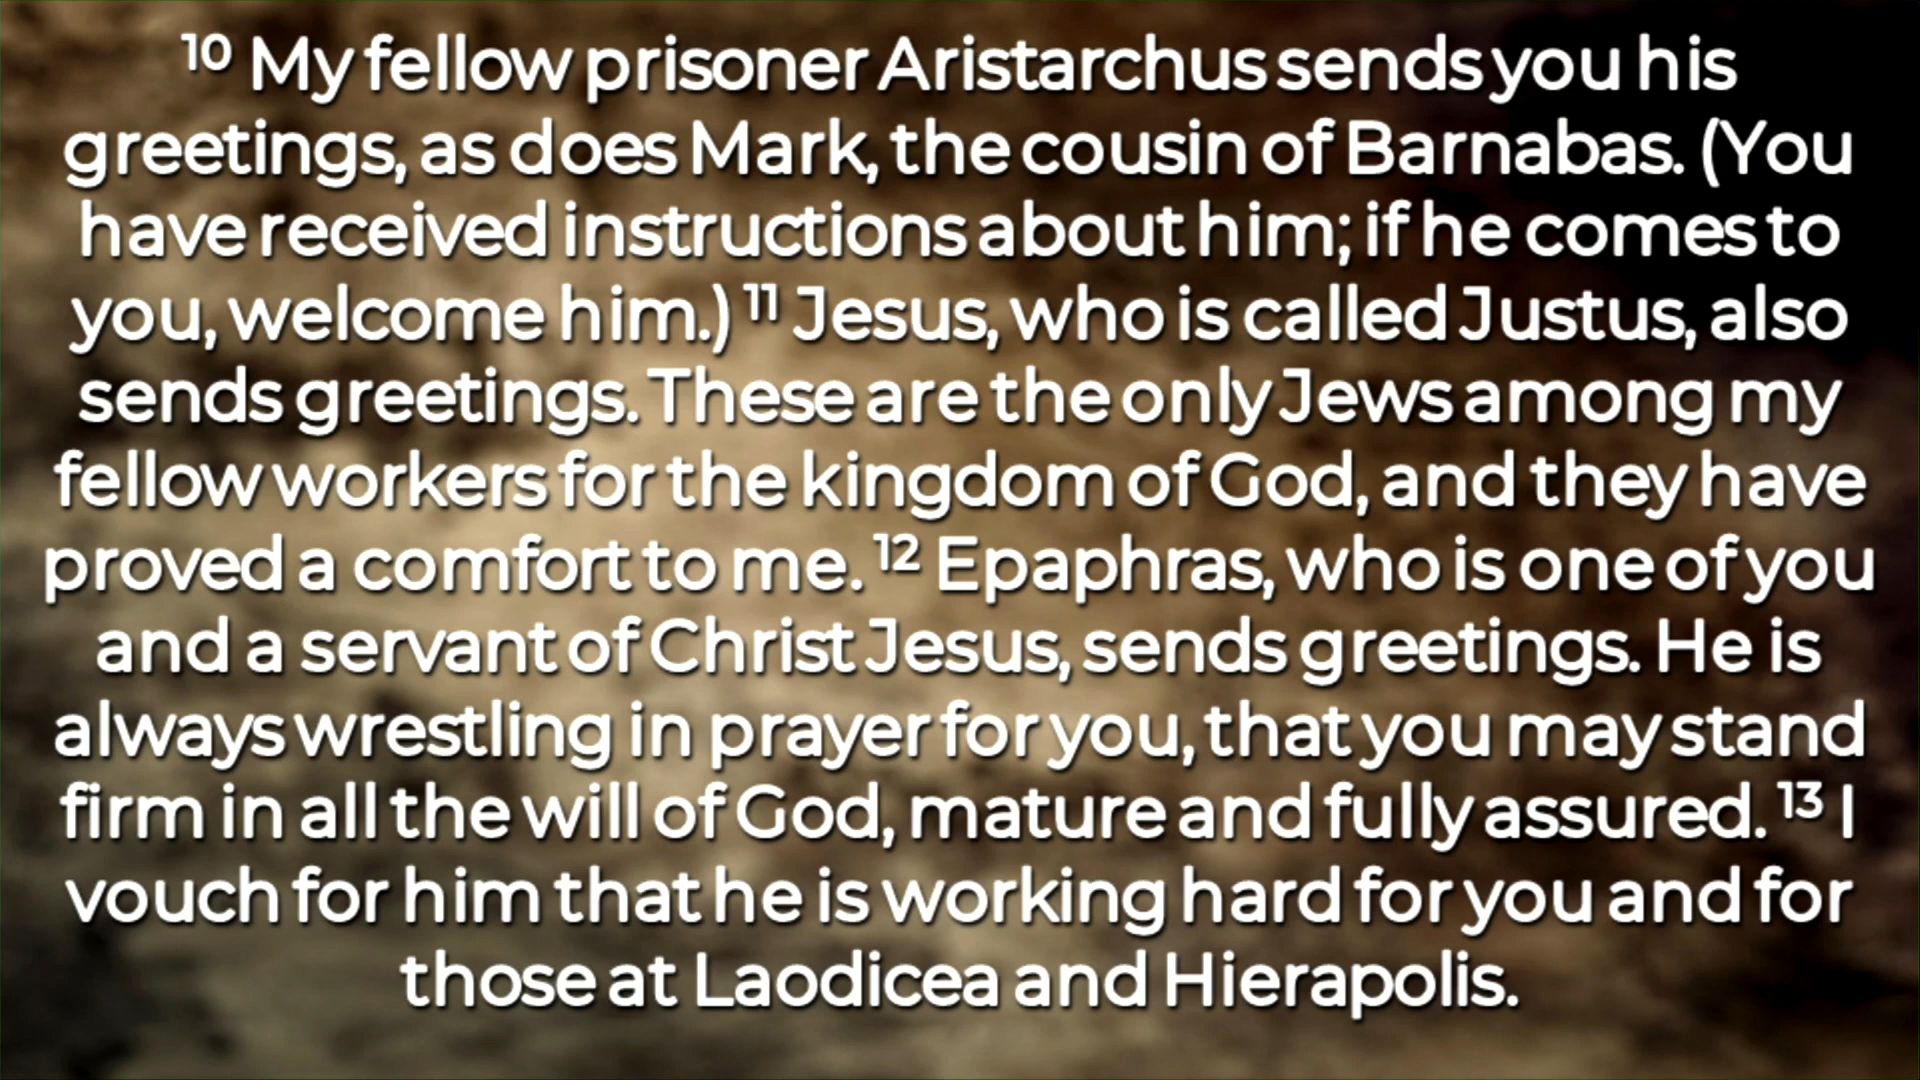 ¹⁰ My fellow prisoner Aristarchus sends you his
greetings, as does Mark, the cousin of Barnabas. (You
have received instructions about him; if he comes to
you, welcome him.) ¹¹ Jesus, who is called Justus, also
sends greetings. These are the only Jews among my
fellow workers for the kingdom of God, and they have
proved a comfort to me. ¹² Epaphras, who is one of you
and a servant of Christ Jesus, sends greetings. He is
always wrestling in prayer for you, that you may stand
firm in all the will of God, mature and fully assured. ¹³ I
vouch for him that he is working hard for you and for
those at Laodicea and Hierapolis.